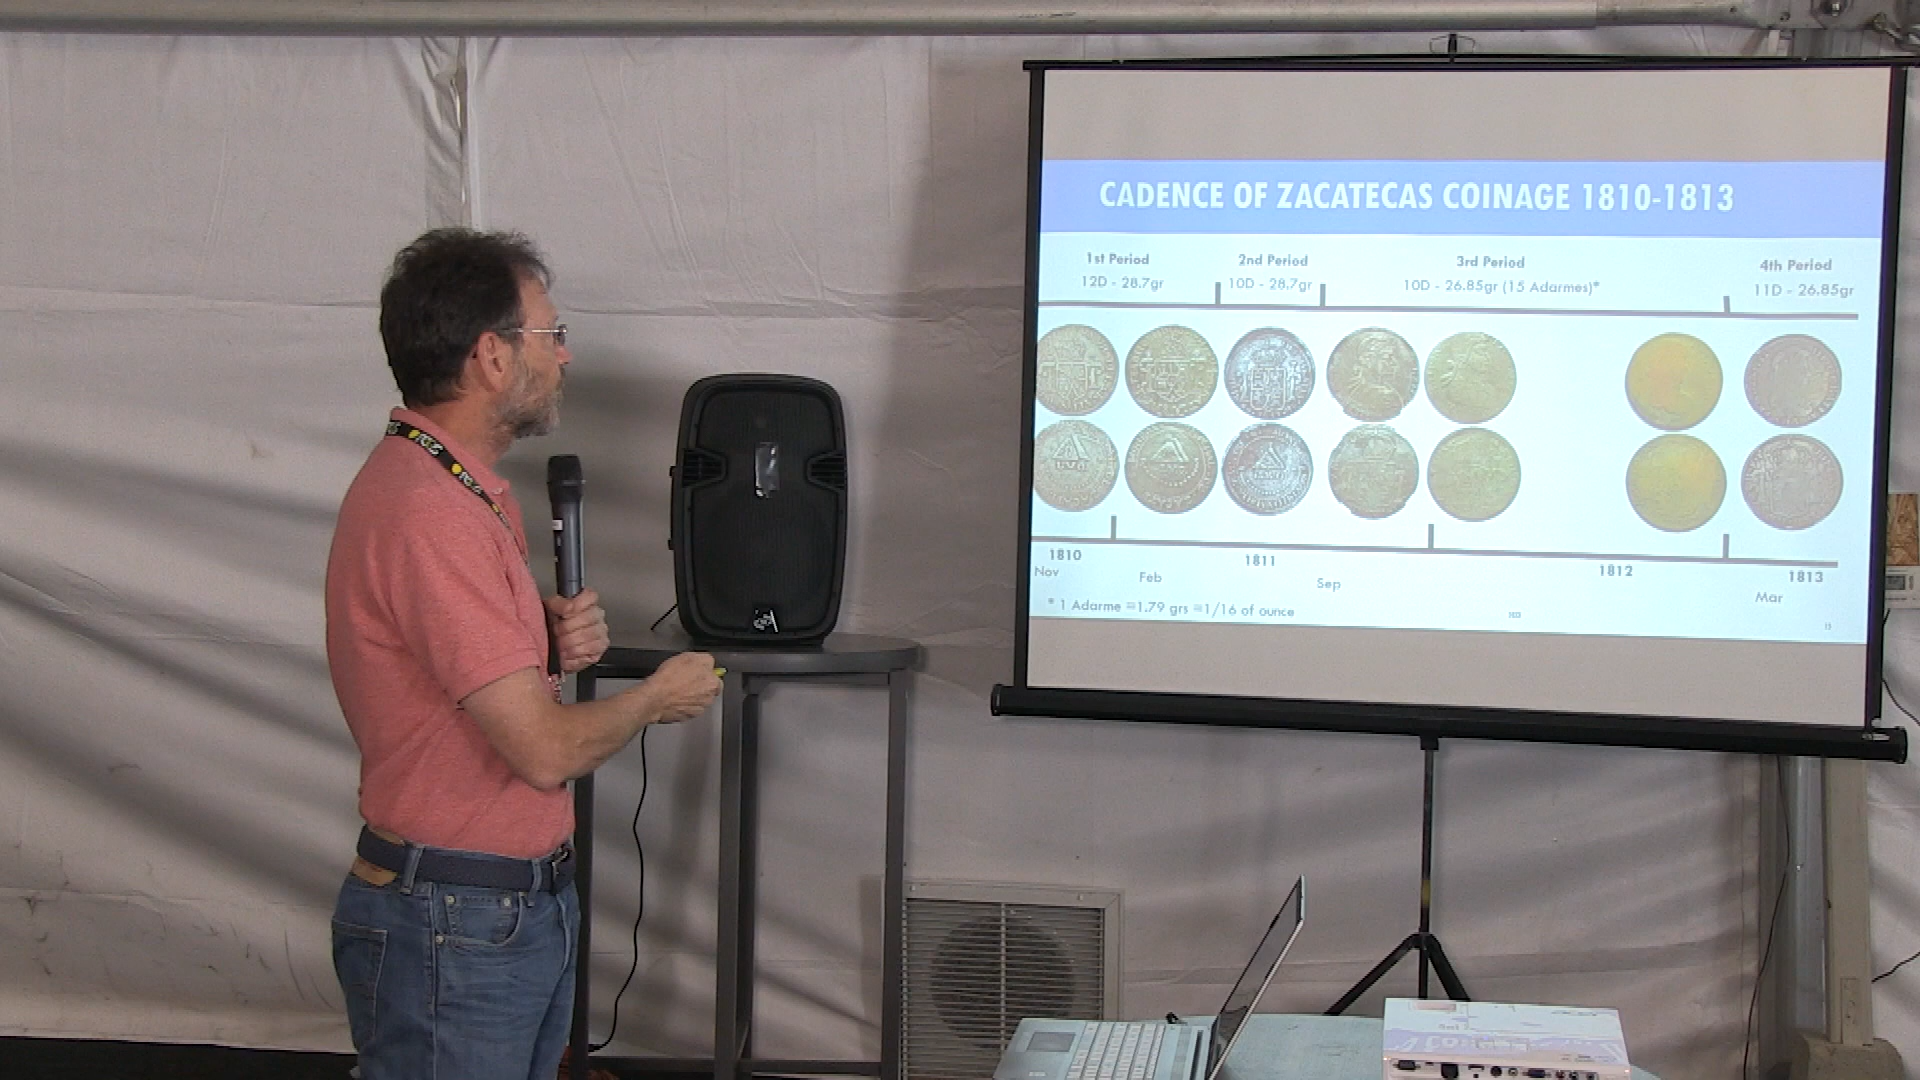 CADENCE OF ZACATECAS COINAGE 1810-1813
1st Period
12D - 28.7gr
2nd Period
10D - 28.7gr
3rd Period
10D - 26.85gr (15 Adarmes)*
4th Period
11D - 26.85gr
1810
1811
1812
1813
Nov
Feb
Sep
Mar
* 1 Adarme ≅1.79 grs ≅1/16 of ounce